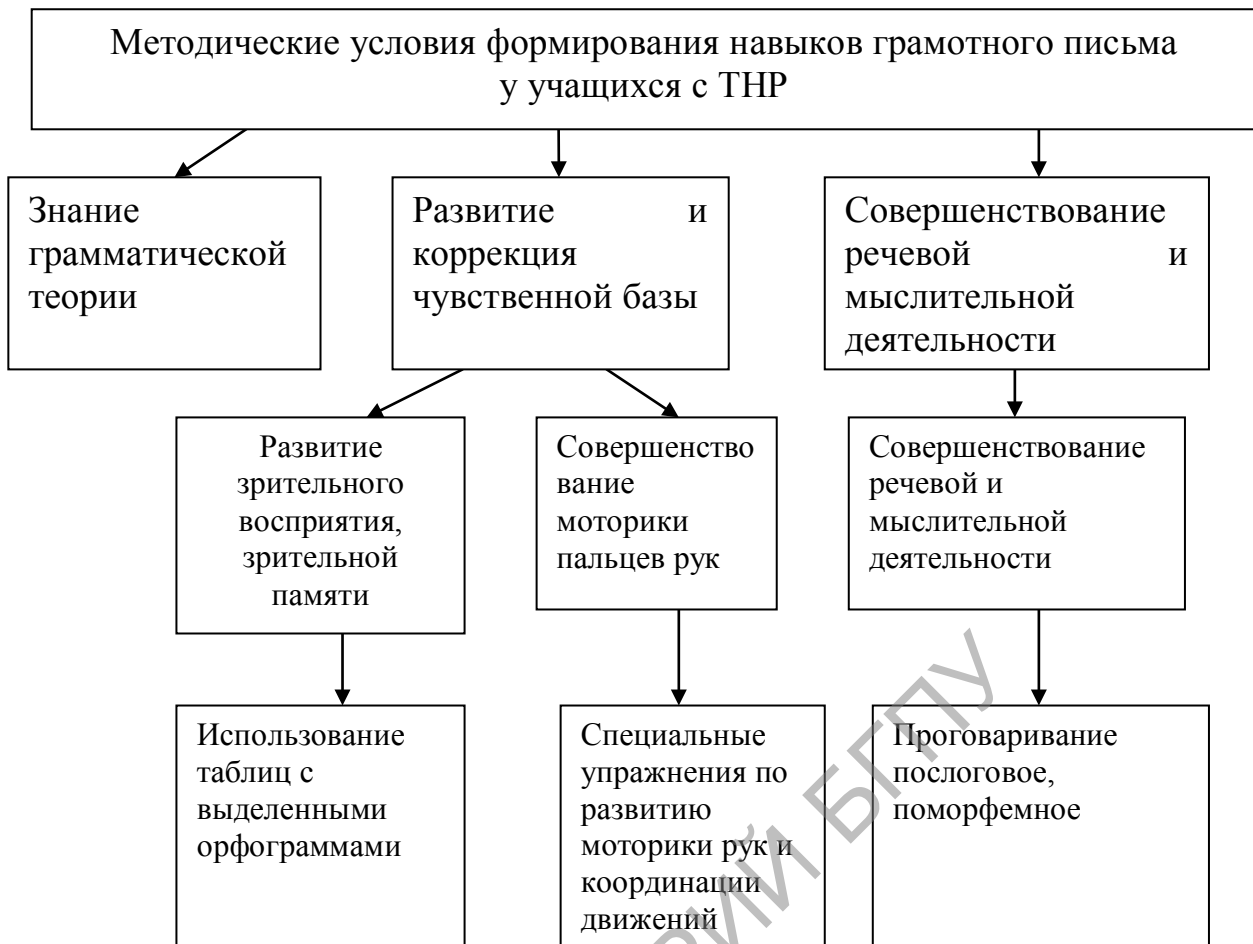 Методические условия формирования навыков грамотного письма
у учащихся с ТНР
Знание
грамматической
теории
Развитие и
коррекция
чувственной базы
Совершенствование
речевой и
мыслительной
деятельности
Развитие
зрительного
восприятия,
зрительной
памяти
Совершенство
вание
моторики
пальцев рук
Совершенствование
речевой и
мыслительной
деятельности
Использование
таблиц с
выделенными
орфограммами
Специальные
упражнения по
развитию
моторики рук и
координации
движений
Проговаривание
послоговое,
поморфемное
БГПУ